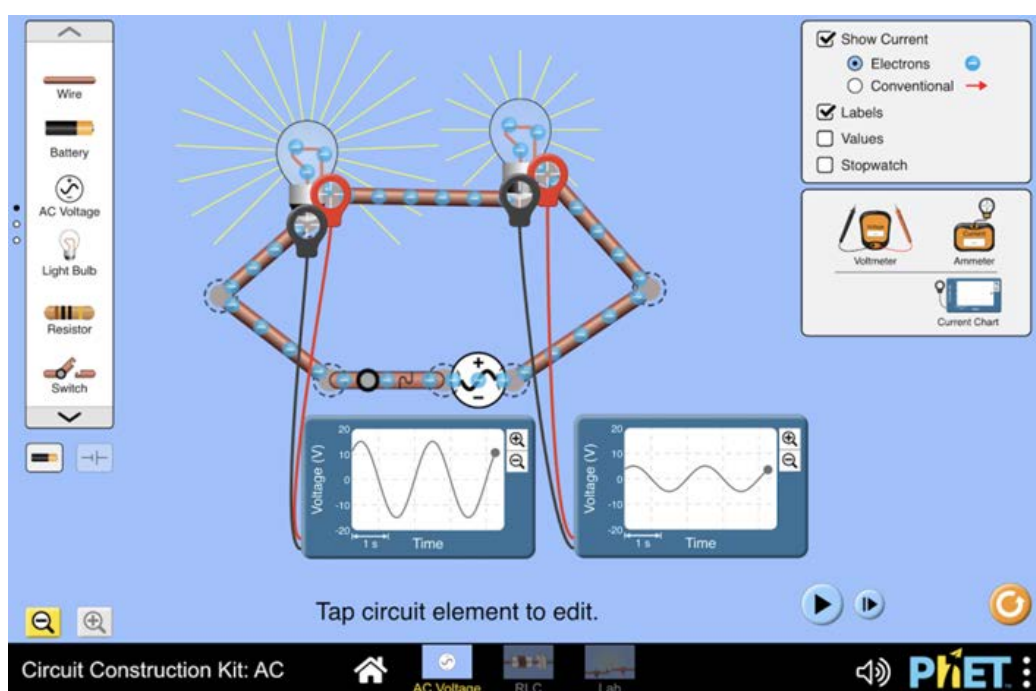 Wire
Battery
AC Voltage
Light Bulb
Resistor
Switch
Show Current
Electrons
Conventional
Labels
Values
Stopwatch
Voltmeter
Ammeter
Current Chart
Voltage (V)
20
10
0
-10
-20
1 s
Time
Voltage (V)
20
10
0
-10
-20
1 s
Time
Tap circuit element to edit.
Circuit Construction Kit: AC
AC Voltage
RLC
Lab
PhET